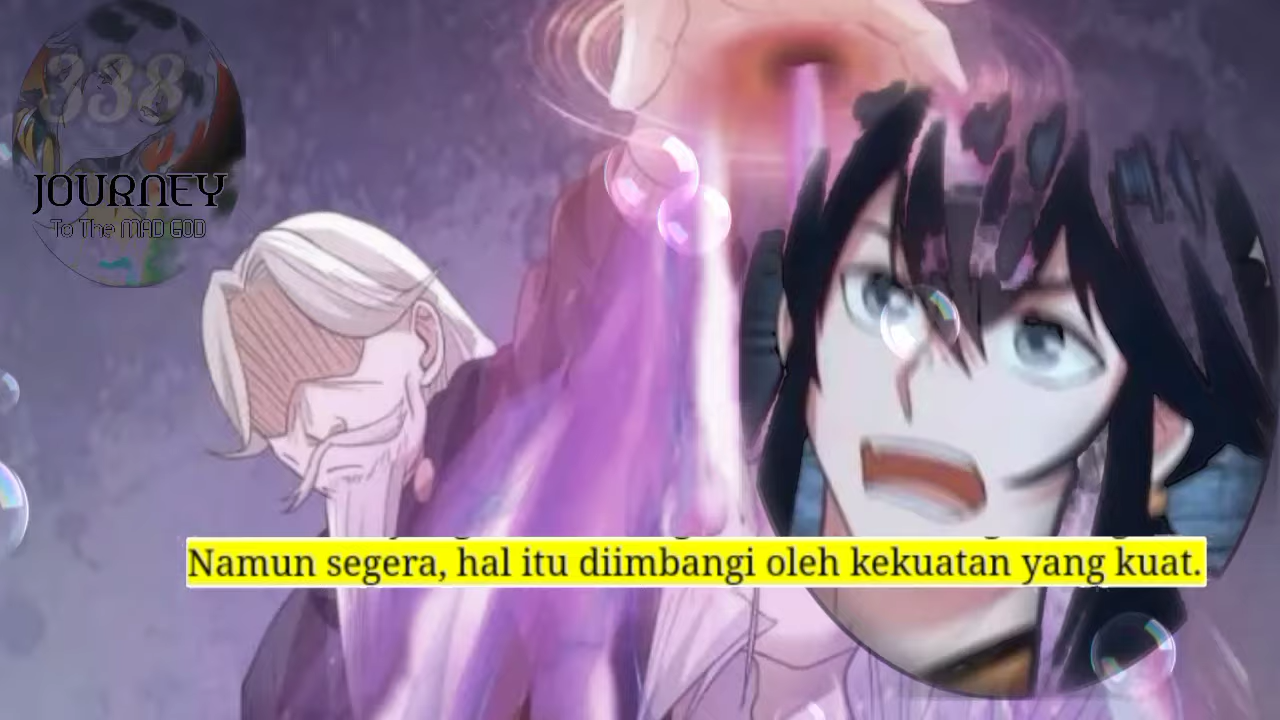 338
JOURNEY
To The MAD GOD
Namun segera, hal itu diimbangi oleh kekuatan yang kuat.